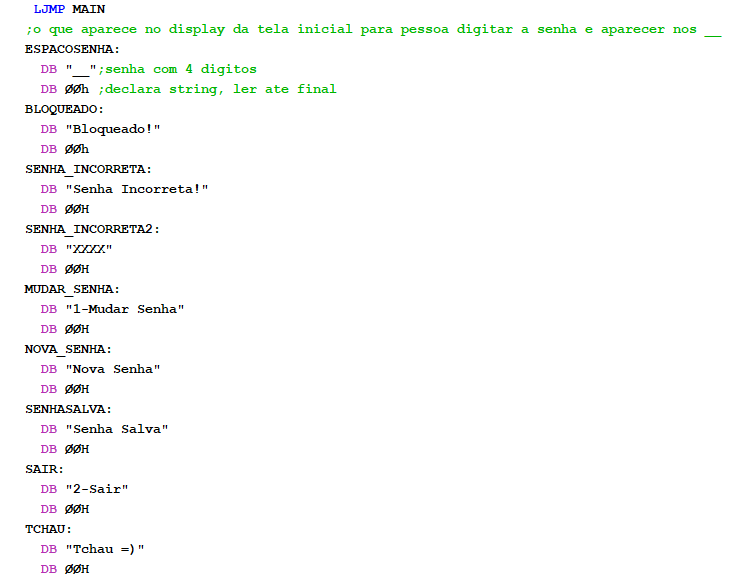 LJMP MAIN
;o que aparece no display da tela inicial para pessoa digitar a senha e aparecer nos __
ESPACOSENHA:
DB "__";senha com 4 digitos
DB 00h ;declara string, ler ate final
BLOQUEADO:
DB "Bloqueado!"
DB 00h
SENHA_INCORRETA:
DB "Senha Incorreta!"
DB 00H
SENHA_INCORRETA2:
DB "XXXX"
DB 00H
MUDAR_SENHA:
DB "1-Mudar Senha"
DB 00H
NOVA_SENHA:
DB "Nova Senha"
DB 00H
SENHASALVA:
DB "Senha Salva"
DB 00H
SAIR:
DB "2-Sair"
DB 00H
TCHAU:
DB "Tchau =)"
DB 00H